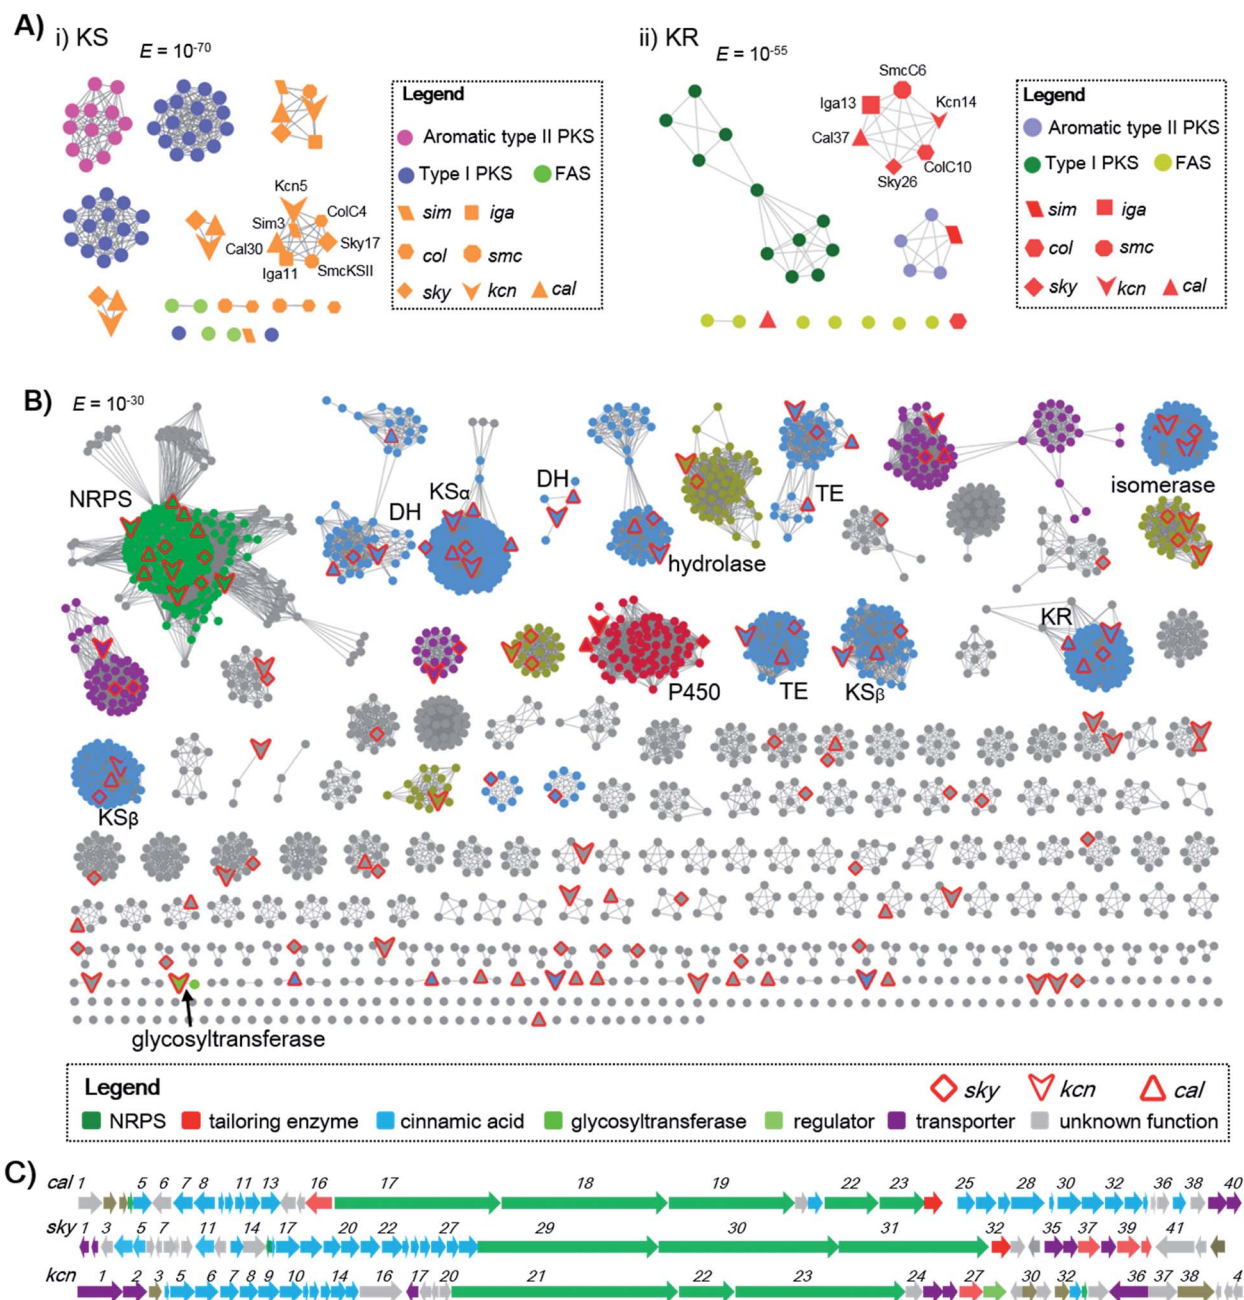 A) i) KS
E = 10-70
Legend
Aromatic type II PKS
Type I PKS FAS
sim iga
col smc
sky kcn cal
Kcn5
ColC4
Sim3
Sky17
Cal30
SmcKSII
Iga11
ii) KR
E = 10-55
SmcC6
Iga13
Kcn14
Cal37
ColC10
Sky26
Legend
Aromatic type II PKS
Type I PKS FAS
sim iga
col smc
sky kcn cal
B) E = 10-30
NRPS
DH
KSα
DH
hydrolase
TE
isomerase
P450
TE
KSβ
KR
KSβ
glycosyltransferase
Legend
sky kcn cal
NRPS tailoring enzyme cinnamic acid glycosyltransferase regulator transporter unknown function
C)
cal 1 5 6 7 8 11 13 16 17 18 19 22 23 25 28 30 32 36 38 40
sky 1 3 5 7 11 14 17 20 22 27 29 30 31 32 35 37 39 41
kcn 1 2 3 5 6 7 8 9 10 14 16 17 20 21 22 23 24 27 30 32 36 37 38 4